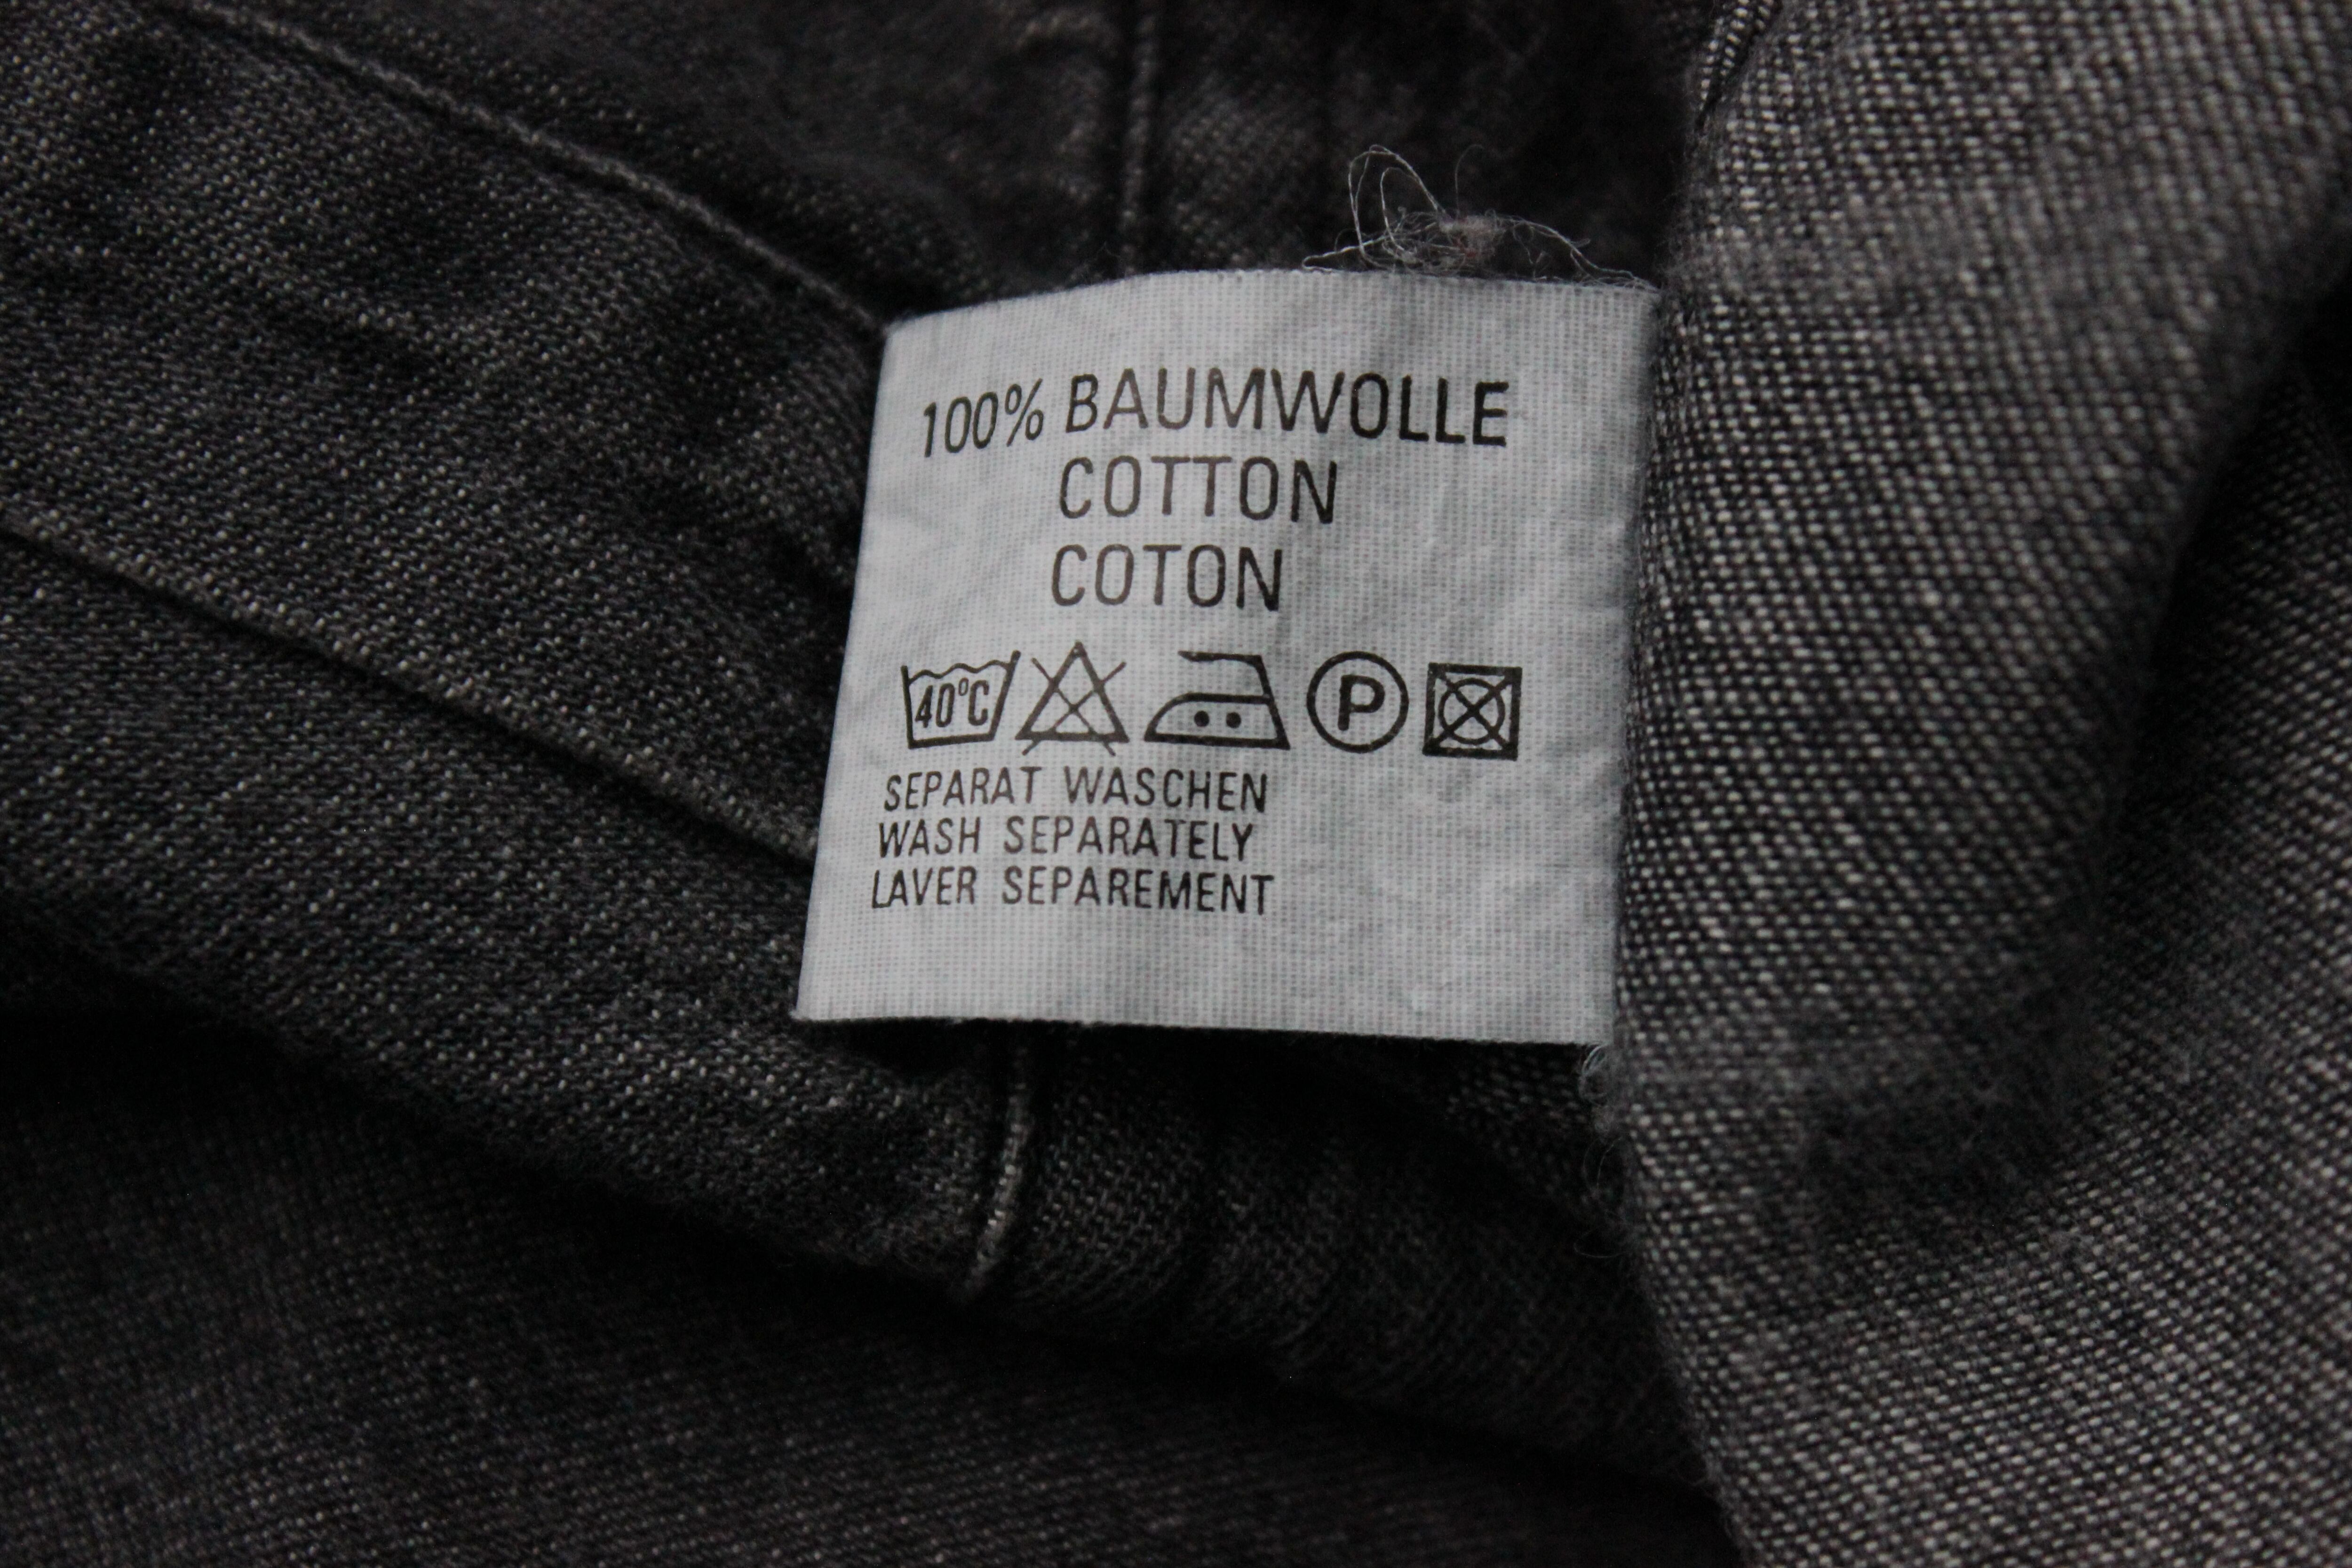 100% BAUMWOLLE
COTTON
COTON
40°C P
SEPARAT WASCHEN
WASH SEPARATELY
LAVER SEPAREMENT